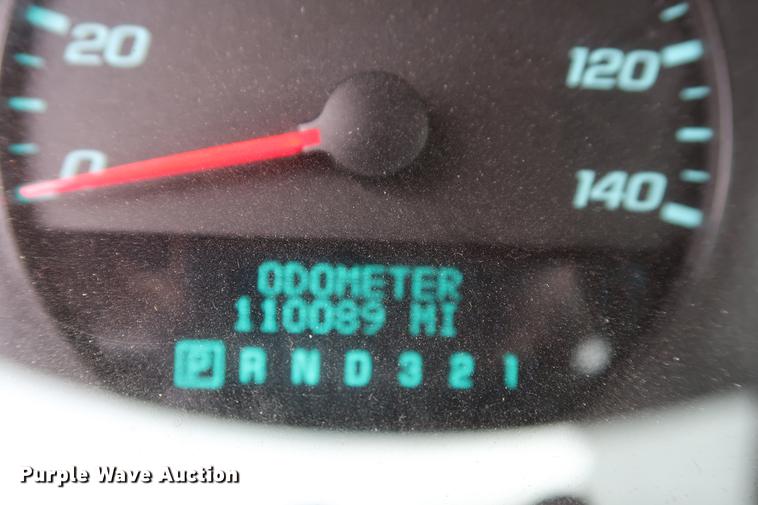 20
120
0
140
ODOMETER
110089 MI
P R N D 3 2 1
Purple Wave Auction